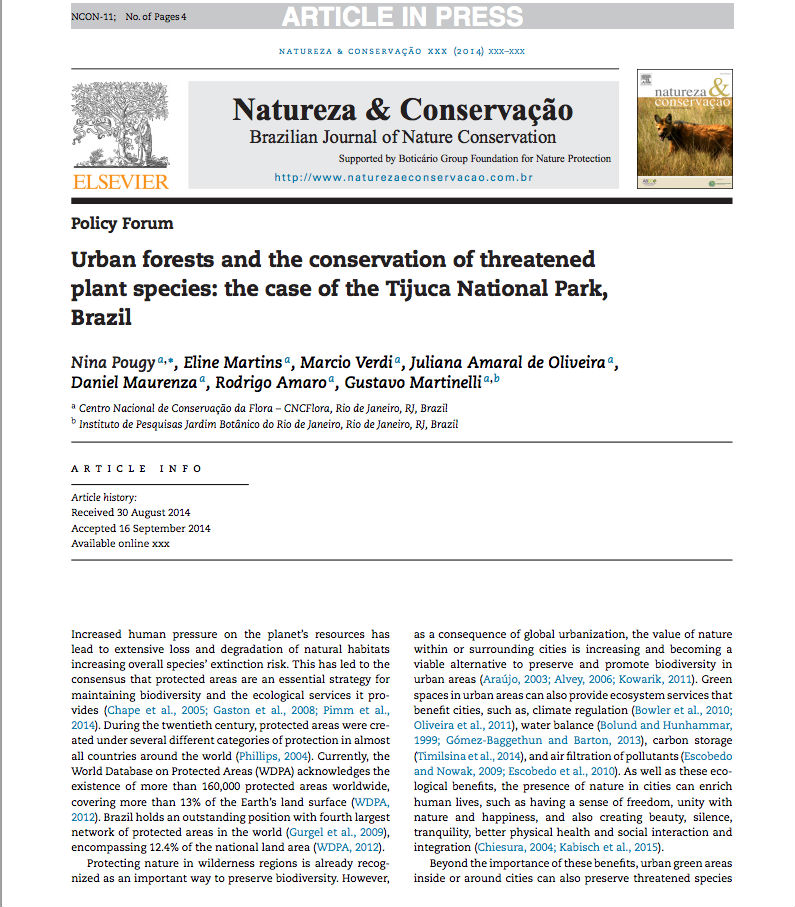 NCON-11; No. of Pages 4
ARTICLE IN PRESS
NATUREZA & CONSERVAÇÃO XXX (2014) XXX–XXX
ELSEVIER
Natureza & Conservação
Brazilian Journal of Nature Conservation
Supported by Boticário Group Foundation for Nature Protection
http://www.naturezaeconservacao.com.br
natureza &
conservação
Policy Forum
Urban forests and the conservation of threatened
plant species: the case of the Tijuca National Park,
Brazil
Nina Pougy a,*, Eline Martins a, Marcio Verdi a, Juliana Amaral de Oliveira a,
Daniel Maurenza a, Rodrigo Amaro a, Gustavo Martinelli a,b
a Centro Nacional de Conservação da Flora – CNCFlora, Rio de Janeiro, RJ, Brazil
b Instituto de Pesquisas Jardim Botânico do Rio de Janeiro, Rio de Janeiro, RJ, Brazil
ARTICLE INFO
Article history:
Received 30 August 2014
Accepted 16 September 2014
Available online xxx
Increased human pressure on the planet's resources has
lead to extensive loss and degradation of natural habitats
increasing overall species' extinction risk. This has led to the
consensus that protected areas are an essential strategy for
maintaining biodiversity and the ecological services it pro-
vides (Chape et al., 2005; Gaston et al., 2008; Pimm et al.,
2014). During the twentieth century, protected areas were cre-
ated under several different categories of protection in almost
all countries around the world (Phillips, 2004). Currently, the
World Database on Protected Areas (WDPA) acknowledges the
existence of more than 160,000 protected areas worldwide,
covering more than 13% of the Earth's land surface (WDPA,
2012). Brazil holds an outstanding position with fourth largest
network of protected areas in the world (Gurgel et al., 2009),
encompassing 12.4% of the national land area (WDPA, 2012).
Protecting nature in wilderness regions is already recog-
nized as an important way to preserve biodiversity. However,
as a consequence of global urbanization, the value of nature
within or surrounding cities is increasing and becoming a
viable alternative to preserve and promote biodiversity in
urban areas (Araújo, 2003; Alvey, 2006; Kowarik, 2011). Green
spaces in urban areas can also provide ecosystem services that
benefit cities, such as, climate regulation (Bowler et al., 2010;
Oliveira et al., 2011), water balance (Bolund and Hunhammar,
1999; Gómez-Baggethun and Barton, 2013), carbon storage
(Timilsina et al., 2014), and air filtration of pollutants (Escobedo
and Nowak, 2009; Escobedo et al., 2010). As well as these eco-
logical benefits, the presence of nature in cities can enrich
human lives, such as having a sense of freedom, unity with
nature and happiness, and also creating beauty, silence,
tranquility, better physical health and social interaction and
integration (Chiesura, 2004; Kabisch et al., 2015).
Beyond the importance of these benefits, urban green areas
inside or around cities can also preserve threatened species